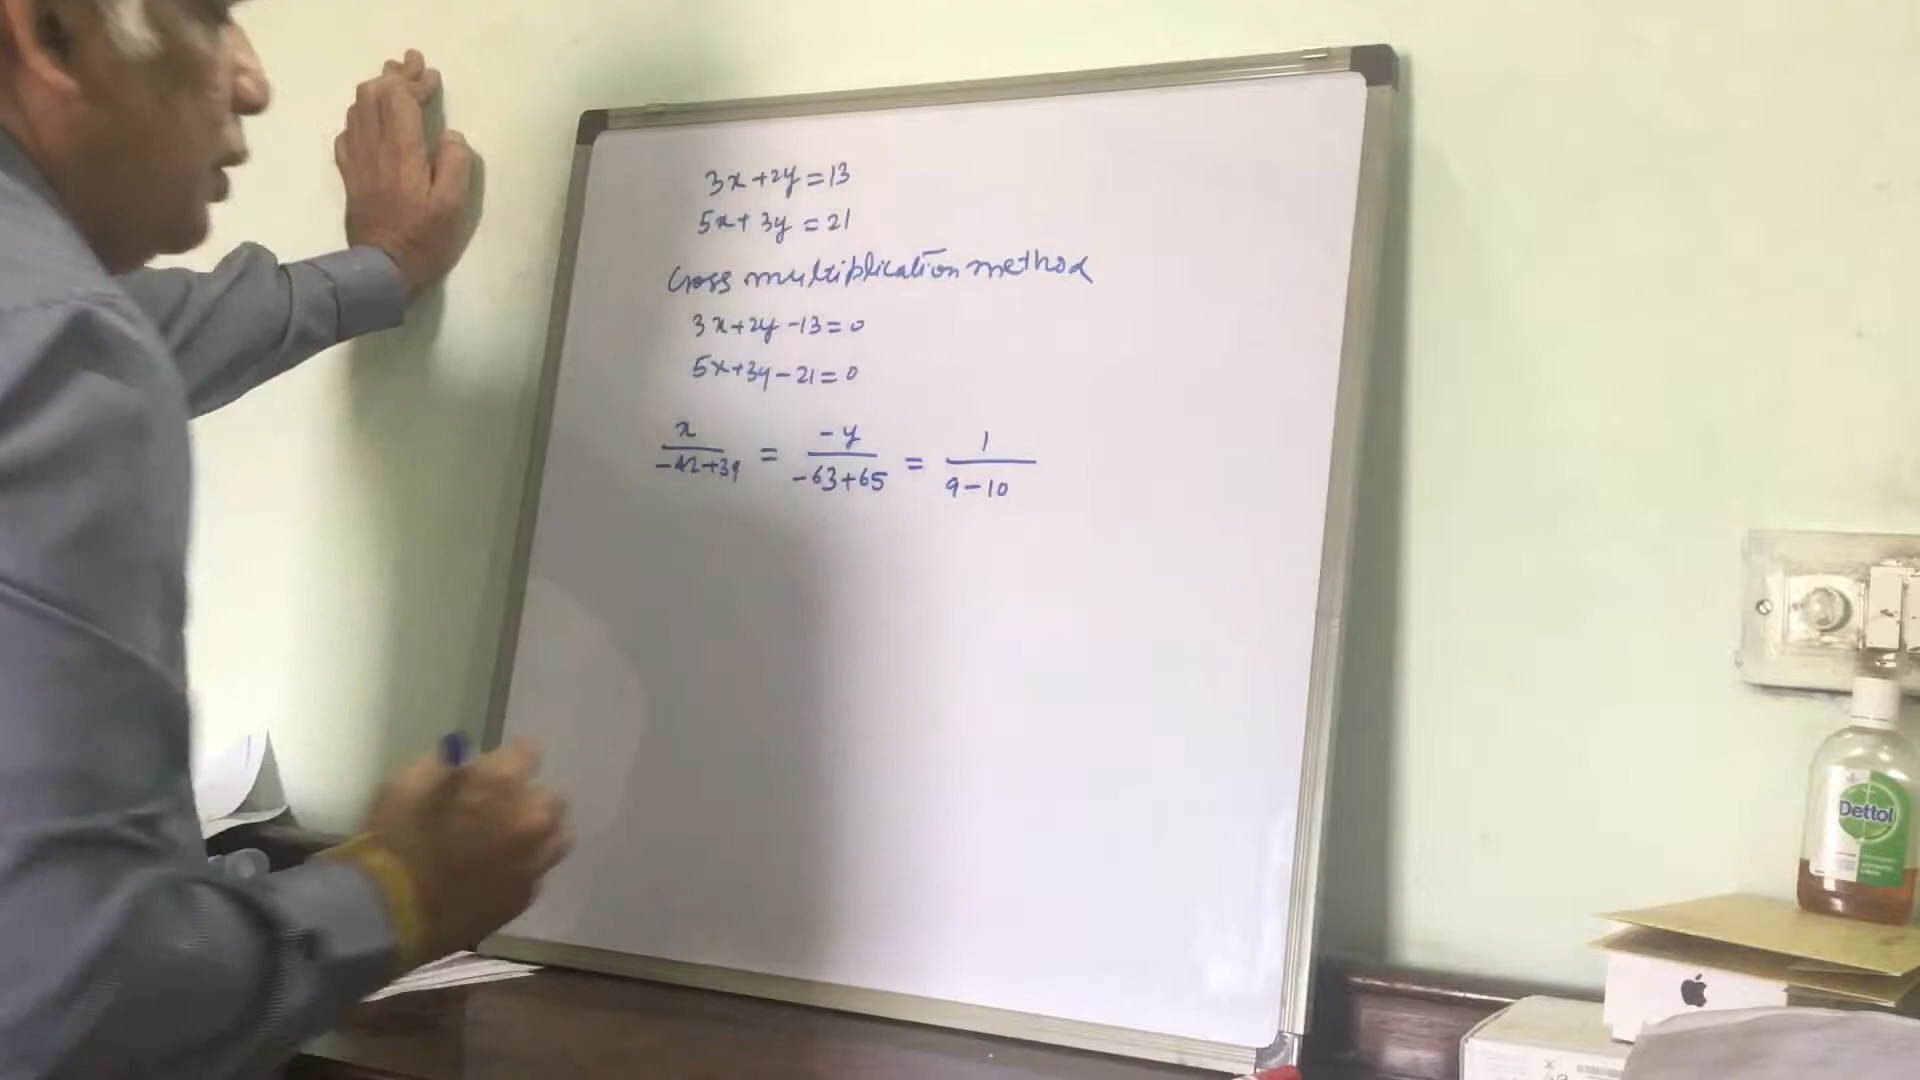 3x+2y=13
5x+3y=21
Cross multiplication method
3x+2y-13=0
5x+3y-21=0
x/-42+39 = -y/-63+65 = 1/9-10
Dettol